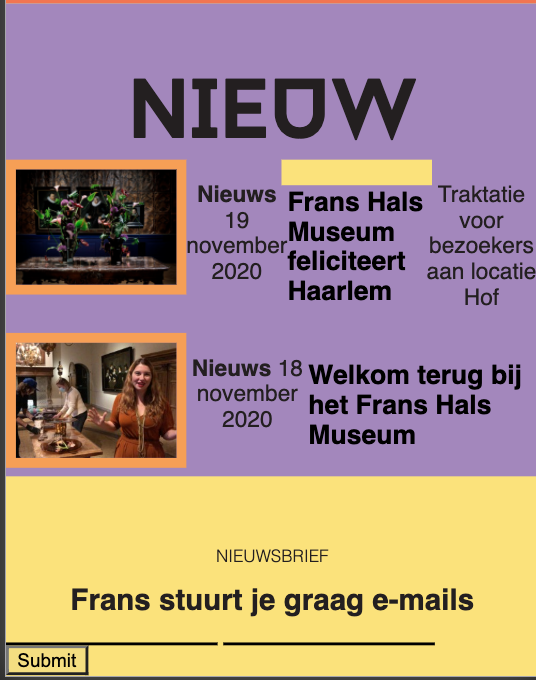 NIEUW
Nieuws
19
november
2020
Frans Hals
Museum
feliciteert
Haarlem
Traktatie
voor
bezoekers
aan locatie
Hof
Nieuws 18
november
2020
Welkom terug bij
het Frans Hals
Museum
NIEUWSBRIEF
Frans stuurt je graag e-mails
Submit